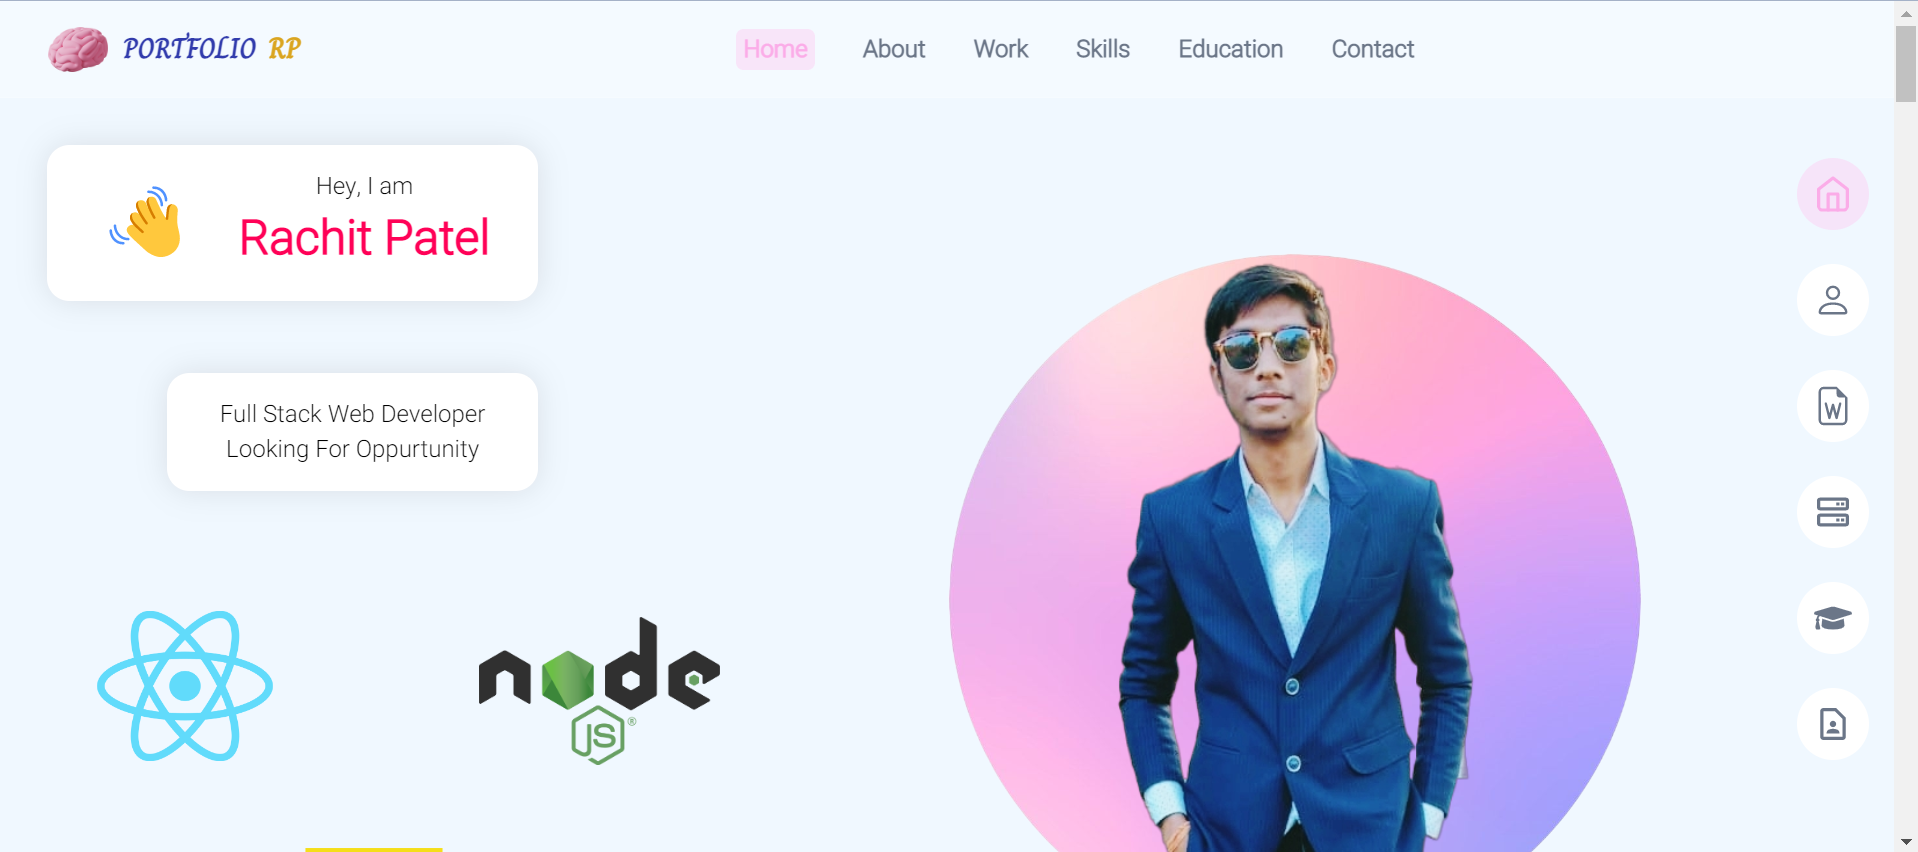 PORTFOLIO RP
Home
About
Work
Skills
Education
Contact
Hey, I am
Rachit Patel
Full Stack Web Developer
Looking For Oppurtunity
node
JS®
W